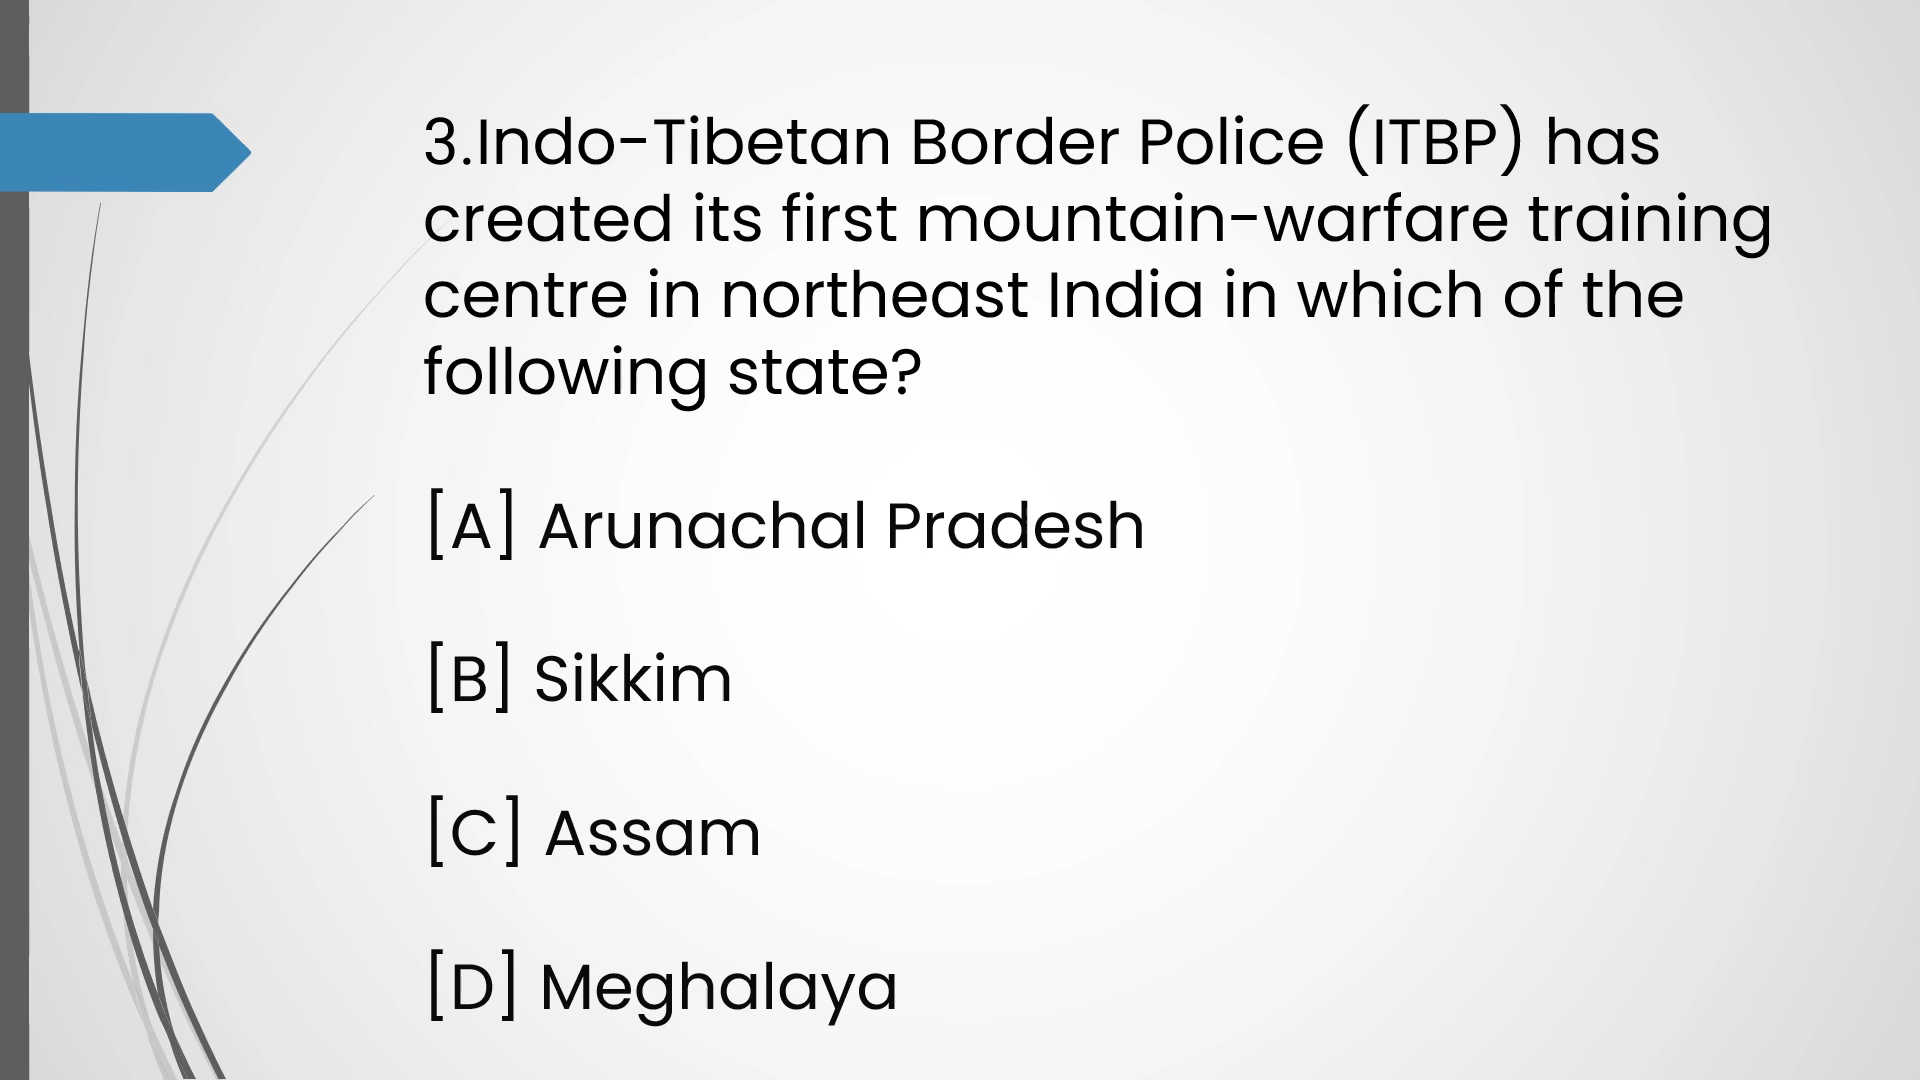 3.Indo-Tibetan Border Police (ITBP) has
created its first mountain-warfare training
centre in northeast India in which of the
following state?
[A] Arunachal Pradesh
[B] Sikkim
[C] Assam
[D] Meghalaya